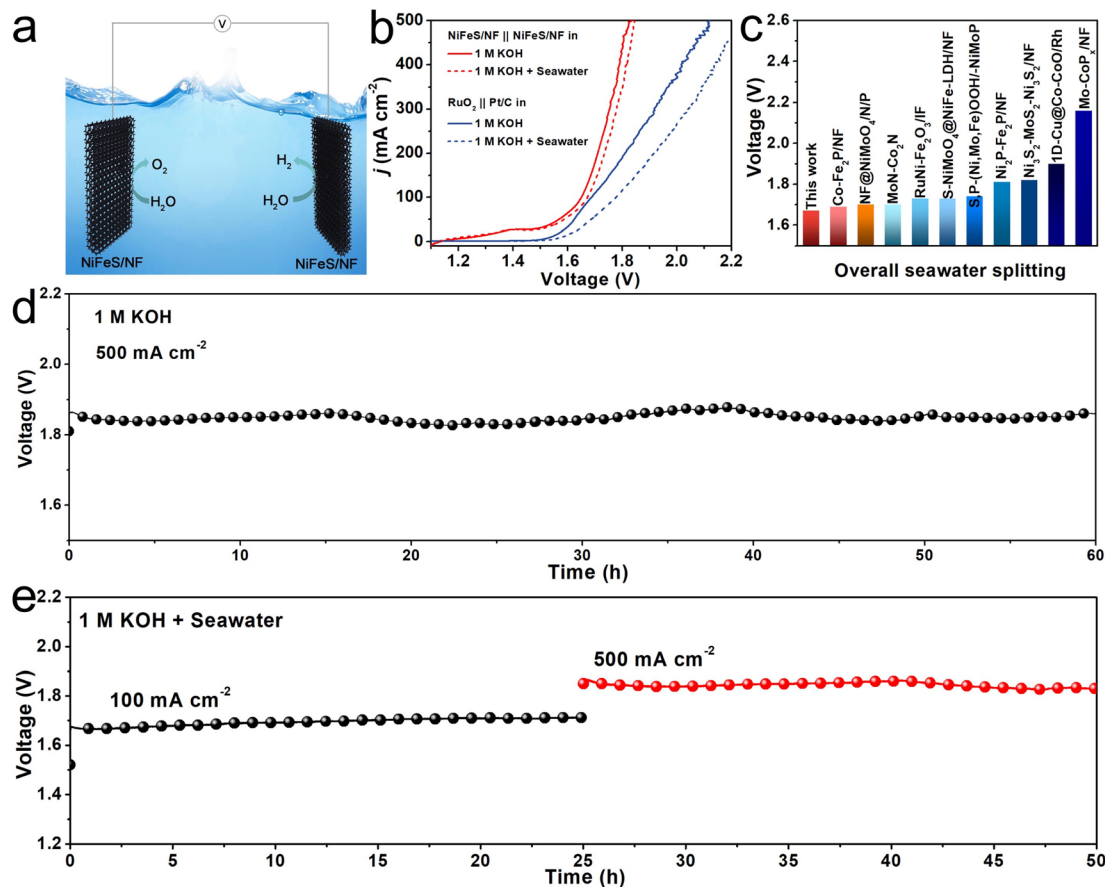 a
V
O₂
H₂O
H₂
H₂O
NiFeS/NF
NiFeS/NF
b
j (mA cm⁻²)
500
400
300
200
100
0
NiFeS/NF || NiFeS/NF in
1 M KOH
1 M KOH + Seawater
RuO₂ || Pt/C in
1 M KOH
1 M KOH + Seawater
1.2 1.4 1.6 1.8 2.0 2.2
Voltage (V)
c
Voltage (V)
2.4
2.2
2.0
1.8
1.6
This work
Co-Fe₂P/NF
NF@NiMoO₄/N/P
MoN-Co₂N
RuNi-Fe₂O₃/IF
S-NiMoO₄@NiFe-LDH/NF
S,P-(Ni,Mo,Fe)OOH/-NiMoP
Ni₂P-Fe₂P/NF
Ni₃S₂-MoS₂-Ni₃S₂/NF
1D-Cu@Co-CoO/Rh
Mo-CoPₓ/NF
Overall seawater splitting
d
Voltage (V)
2.2
2.0
1.8
1.6
1 M KOH
500 mA cm⁻²
0 10 20 30 40 50 60
Time (h)
e
Voltage (V)
2.2
2.0
1.8
1.6
1.4
1.2
1 M KOH + Seawater
100 mA cm⁻²
500 mA cm⁻²
0 5 10 15 20 25 30 35 40 45 50
Time (h)